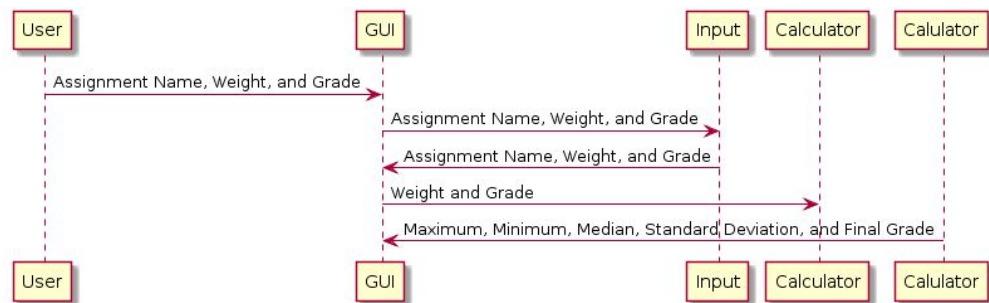 User GUI Input Calculator Calulator
Assignment Name, Weight, and Grade
Assignment Name, Weight, and Grade
Assignment Name, Weight, and Grade
Weight and Grade
Maximum, Minimum, Median, Standard Deviation, and Final Grade
User GUI Input Calculator Calulator